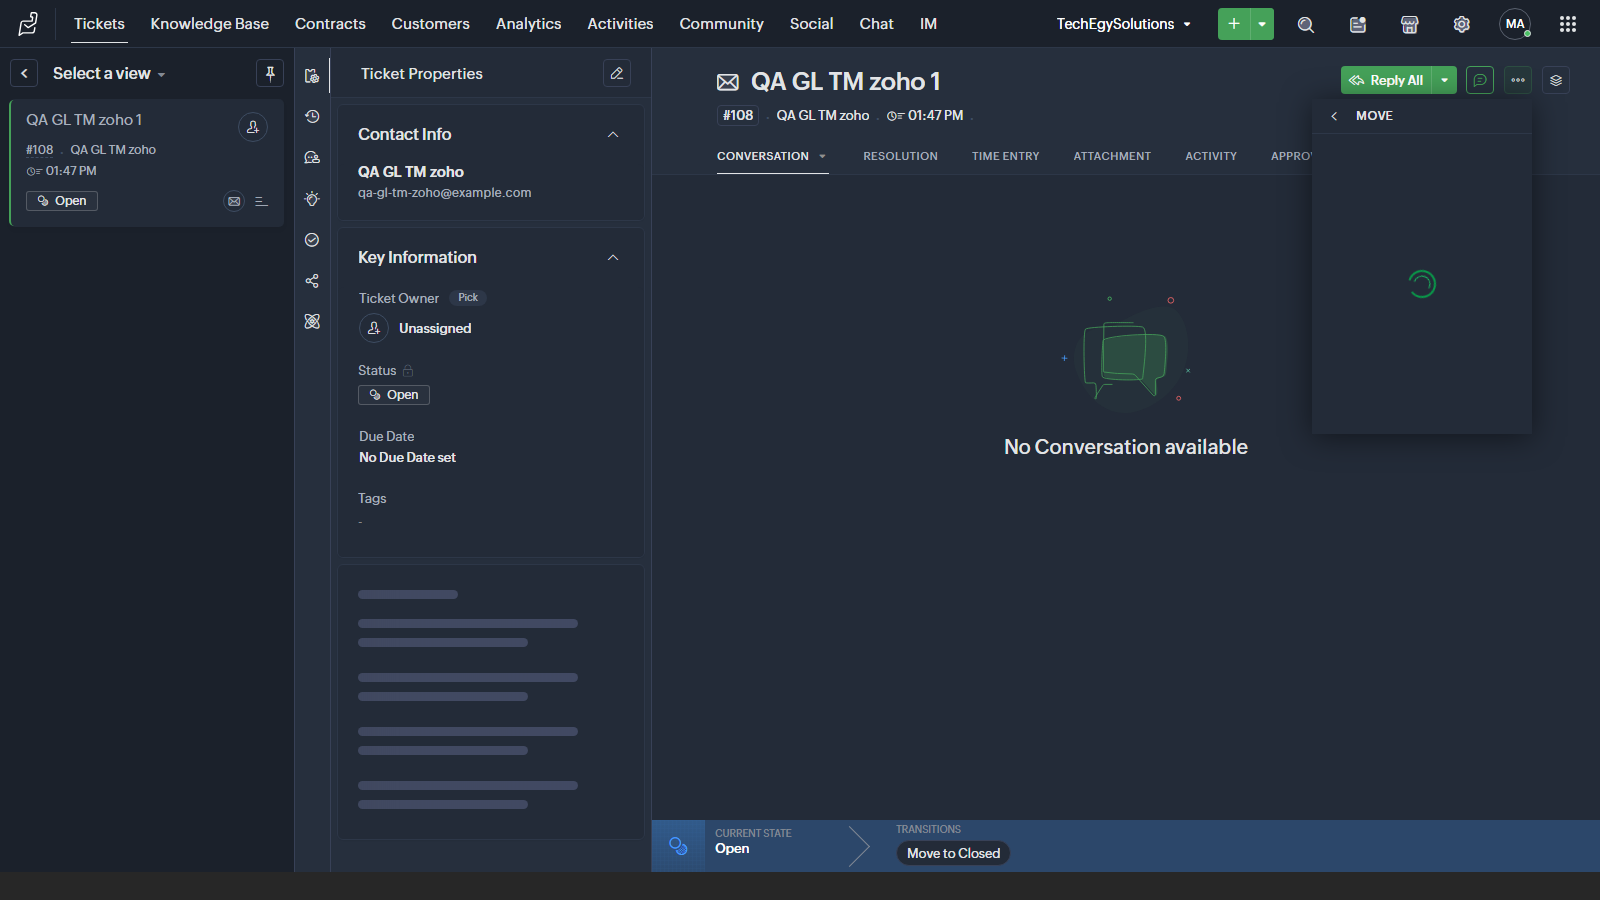 Tickets Knowledge Base Contracts Customers Analytics Activities Community Social Chat IM TechEgySolutions MA
Select a view
QA GL TM zoho 1
#108 . QA GL TM zoho
01:47 PM
Open
Ticket Properties
Contact Info
QA GL TM zoho
qa-gl-tm-zoho@example.com
Key Information
Ticket Owner Pick
Unassigned
Status
Open
Due Date
No Due Date set
Tags
-
QA GL TM zoho 1
#108 . QA GL TM zoho . 01:47 PM .
Reply All
CONVERSATION RESOLUTION TIME ENTRY ATTACHMENT ACTIVITY APPROV
MOVE
No Conversation available
CURRENT STATE
Open
TRANSITIONS
Move to Closed